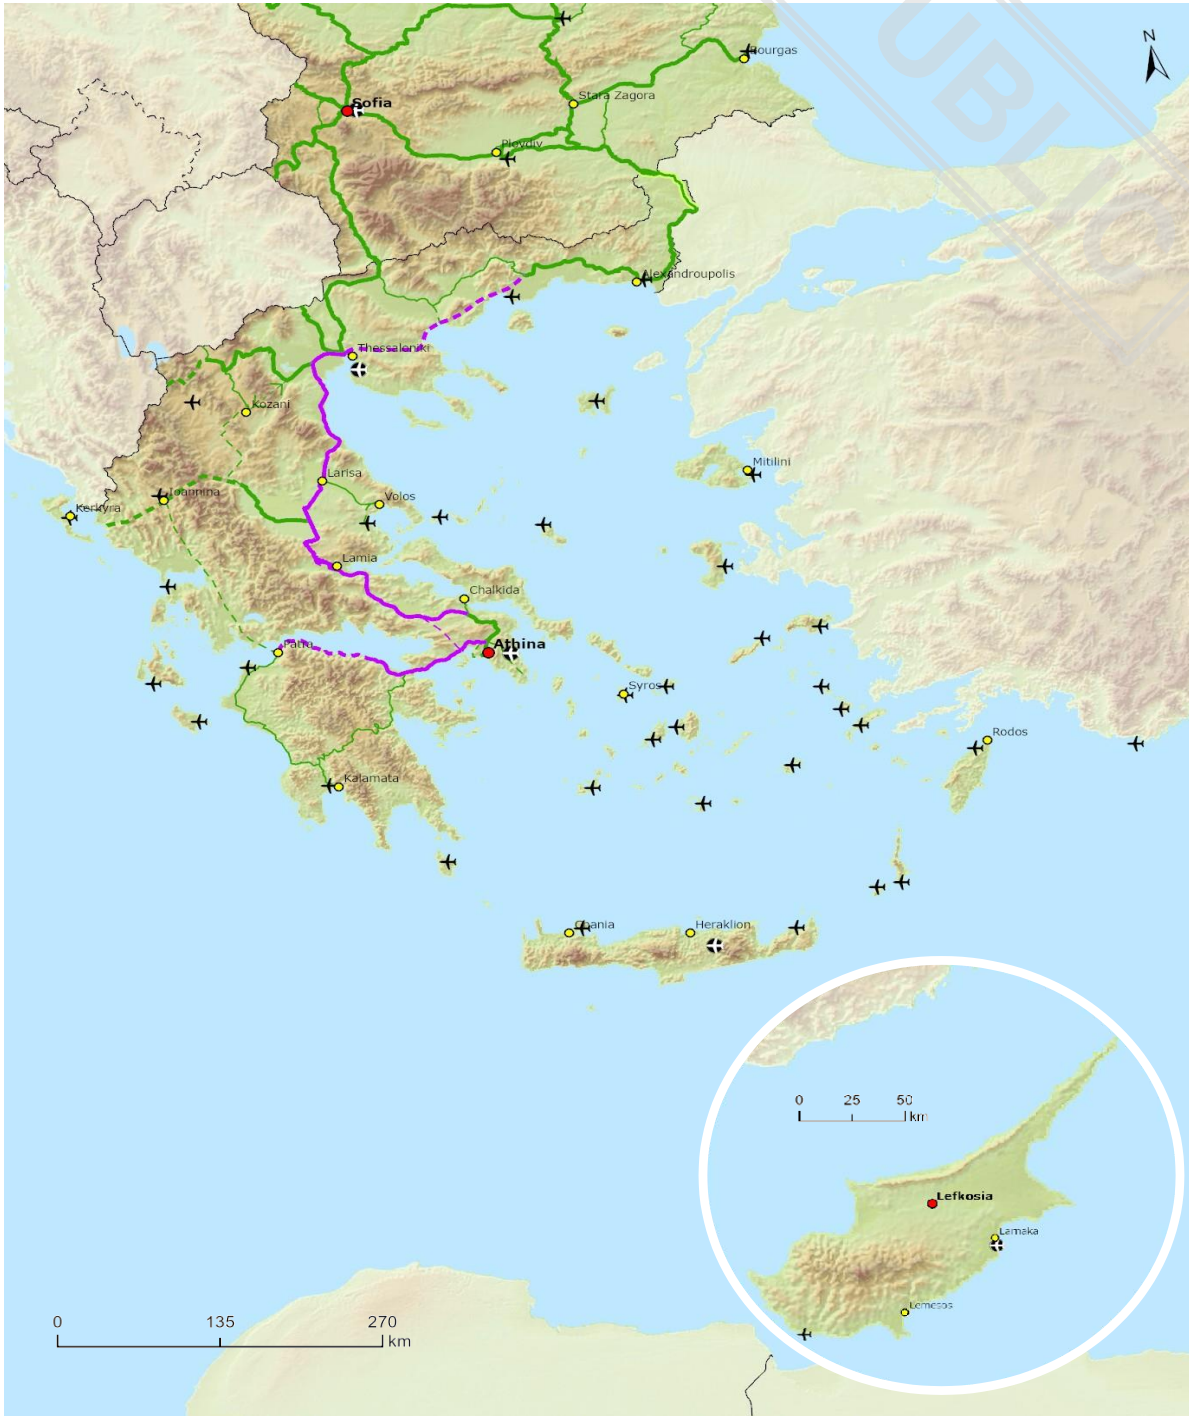 UBLIC
N
Bourgas
Stara Zagora
Sofia
Plovdiv
Alexandroupolis
Thessaloniki
Kozani
Larisa
Mitilini
Ioannina
Volos
Kerkyra
Lamia
Chalkida
Patra
Athina
Syros
Rodos
Kalamata
Chania
Heraklion
0 25 50
km
Lefkosia
Larnaka
Lemesos
0 135 270
km